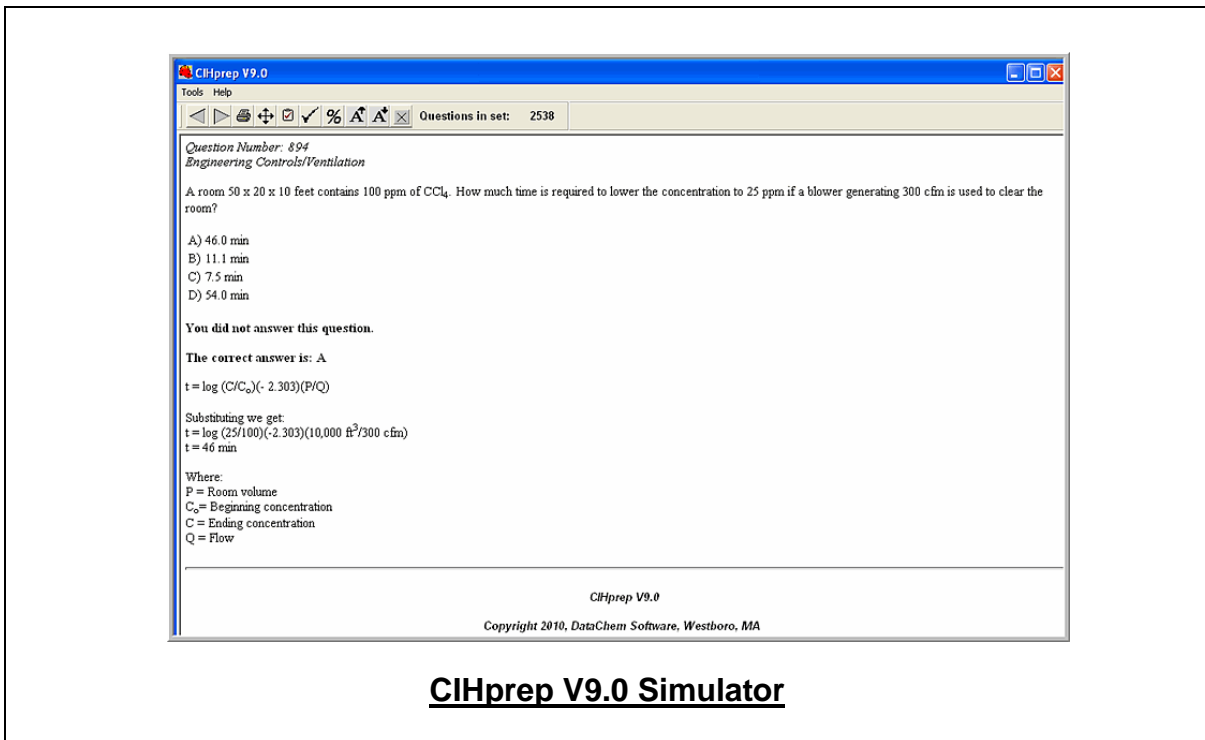 CIHprep V9.0
Tools Help
% A A Questions in set: 2538
Question Number: 894
Engineering Controls/Ventilation
A room 50 x 20 x 10 feet contains 100 ppm of CCl₄. How much time is required to lower the concentration to 25 ppm if a blower generating 300 cfm is used to clear the
room?
A) 46.0 min
B) 11.1 min
C) 7.5 min
D) 54.0 min
You did not answer this question.
The correct answer is: A
t = log (C/Cₒ)(- 2.303)(P/Q)
Substituting we get:
t = log (25/100)(-2.303)(10,000 ft³/300 cfm)
t = 46 min
Where:
P = Room volume
Cₒ= Beginning concentration
C = Ending concentration
Q = Flow
CIHprep V9.0
Copyright 2010, DataChem Software, Westboro, MA
CIHprep V9.0 Simulator